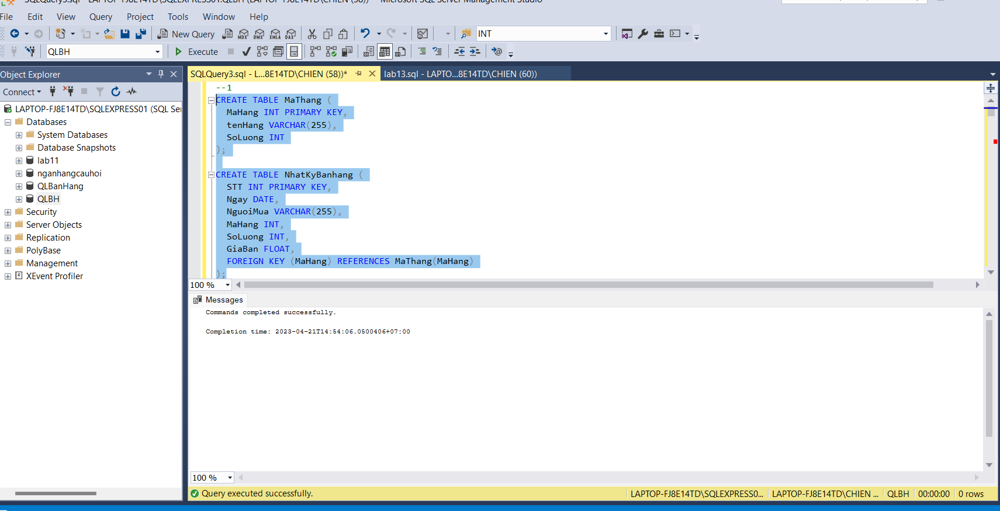 File Edit View Query Project Tools Window Help
New Query MDX DMX XMLA DAX INT
QLBH Execute
Object Explorer
Connect
LAPTOP-FJ8E14TD\SQLEXPRESS01 (SQL Ser
Databases
System Databases
Database Snapshots
lab11
nganhangcauhoi
QLBanHang
QLBH
Security
Server Objects
Replication
PolyBase
Management
XEvent Profiler
SQLQuery3.sql - L...8E14TD\CHIEN (58))* lab13.sql - LAPTO...8E14TD\CHIEN (60))
--1
CREATE TABLE MaThang (
MaHang INT PRIMARY KEY,
tenHang VARCHAR(255),
SoLuong INT
);
CREATE TABLE NhatKyBanhang (
STT INT PRIMARY KEY,
Ngay DATE,
NguoiMua VARCHAR(255),
MaHang INT,
SoLuong INT,
GiaBan FLOAT,
FOREIGN KEY (MaHang) REFERENCES MaThang(MaHang)
);
100 %
Messages
Commands completed successfully.
Completion time: 2023-04-21T14:54:06.0500406+07:00
100 %
Query executed successfully. LAPTOP-FJ8E14TD\SQLEXPRESS0... LAPTOP-FJ8E14TD\CHIEN ... QLBH 00:00:00 0 rows